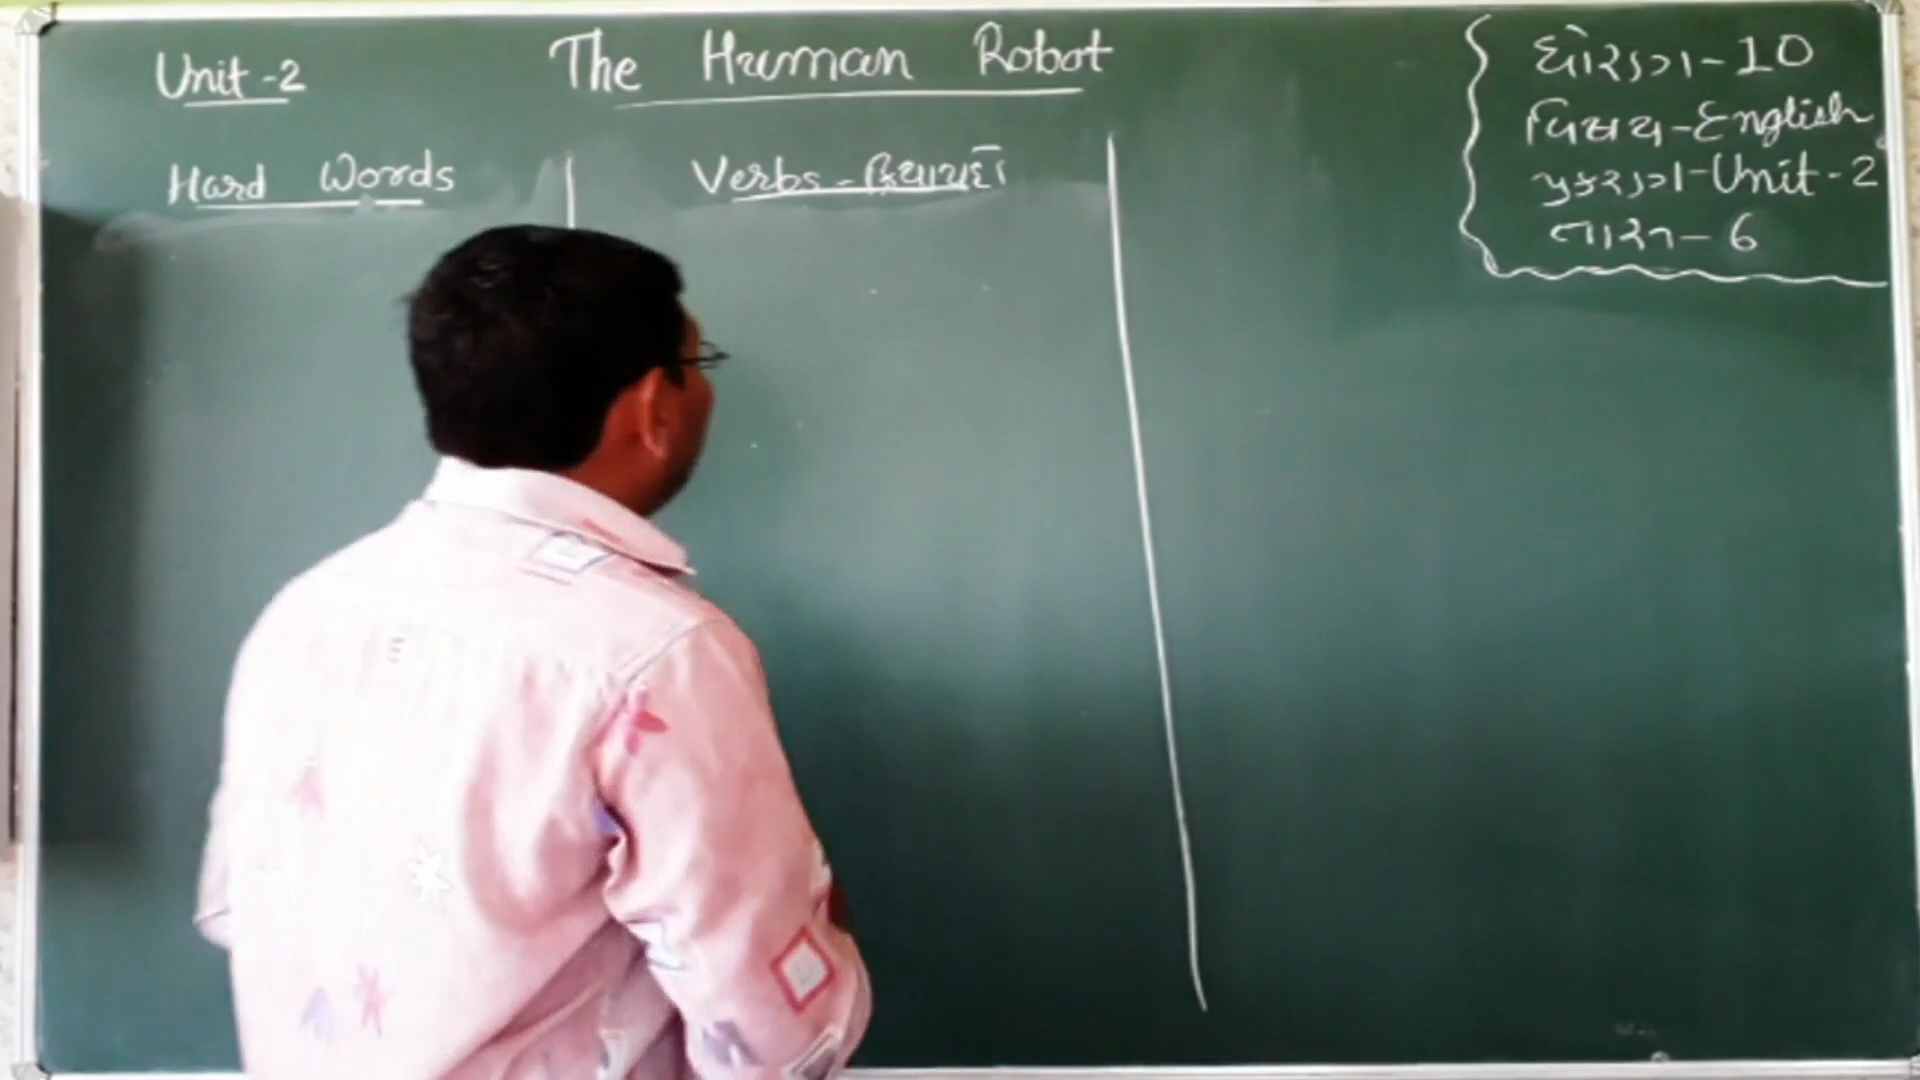 Unit-2
The Human Robot
Hard Words
Verbs - ક્રિયાપદો
ધોરણ-10
વિષય-English
પ્રકરણ-Unit-2
તાસ-6